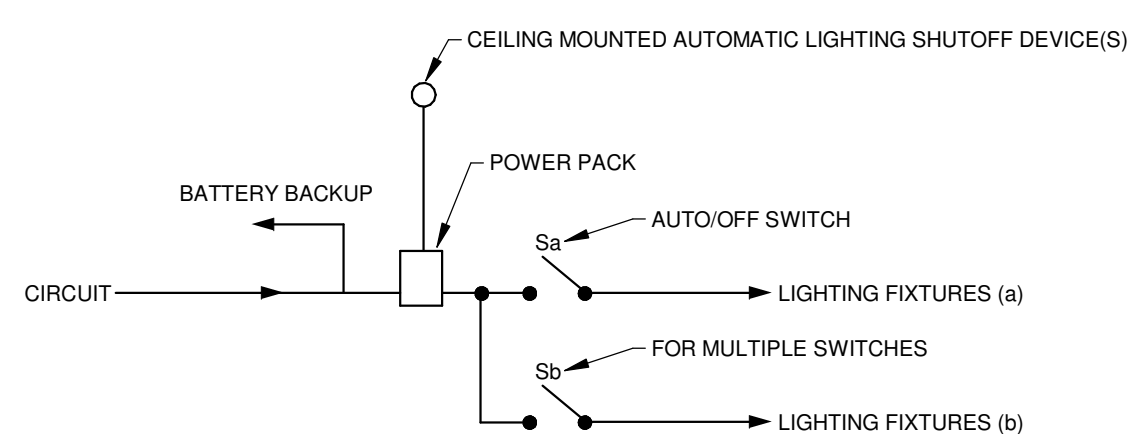 CEILING MOUNTED AUTOMATIC LIGHTING SHUTOFF DEVICE(S)
POWER PACK
BATTERY BACKUP
AUTO/OFF SWITCH
Sa
CIRCUIT
LIGHTING FIXTURES (a)
FOR MULTIPLE SWITCHES
Sb
LIGHTING FIXTURES (b)